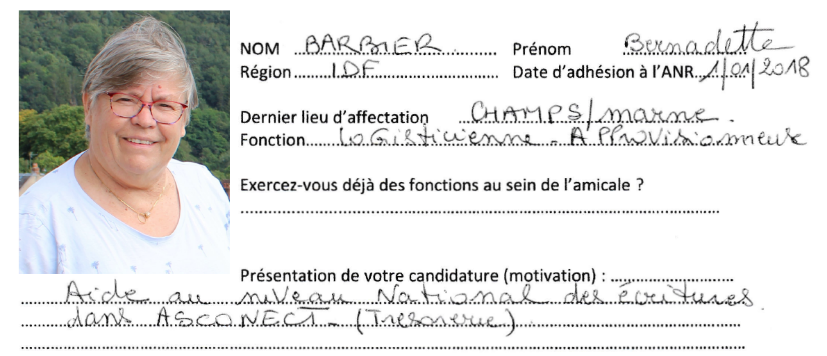 NOM BARBIER Prénom Bernadette
Région IDF Date d'adhésion à l'ANR 1/01/2018
Dernier lieu d'affectation CHAMPS/marne.
Fonction LOGisticienne - APProvisionneuse
Exercez-vous déjà des fonctions au sein de l'amicale ?
Présentation de votre candidature (motivation) :
Aide au niveau National des écritures
dans ASCONECT - (Tresorerie)